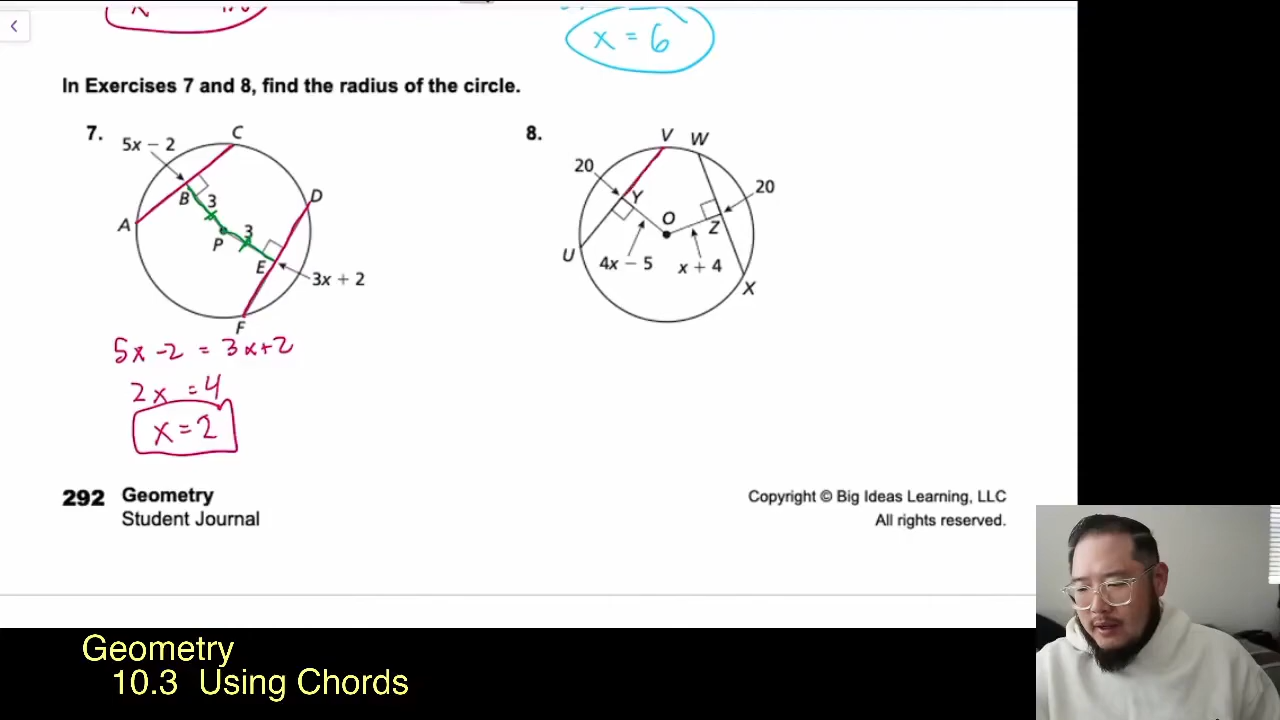 x = 6
In Exercises 7 and 8, find the radius of the circle.
7.
5x − 2
C
B
3
D
A
P
3
E
3x + 2
F
5x -2 = 3x+2
2x = 4
x = 2
8.
V W
20
Y
20
O
Z
U
4x − 5
x + 4
X
292 Geometry
Student Journal
Copyright © Big Ideas Learning, LLC
All rights reserved.
Geometry
10.3 Using Chords